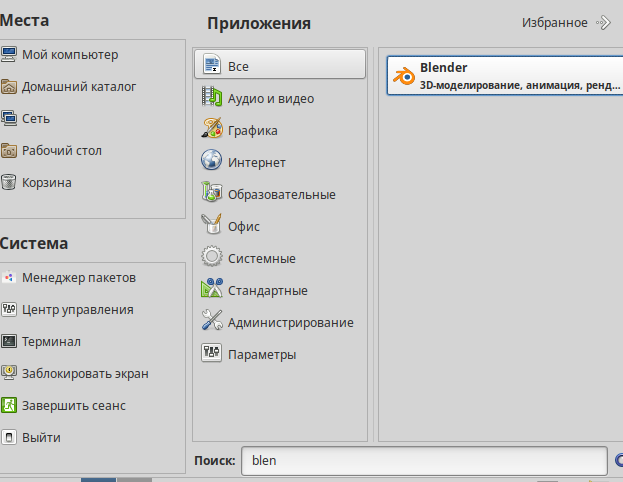 Места
Мой компьютер
Домашний каталог
Сеть
Рабочий стол
Корзина
Система
Менеджер пакетов
Центр управления
Терминал
Заблокировать экран
Завершить сеанс
Выйти
Приложения
Избранное
Все
Аудио и видео
Графика
Интернет
Образовательные
Офис
Системные
Стандартные
Администрирование
Параметры
Blender
3D-моделирование, анимация, ренд...
Поиск: blen